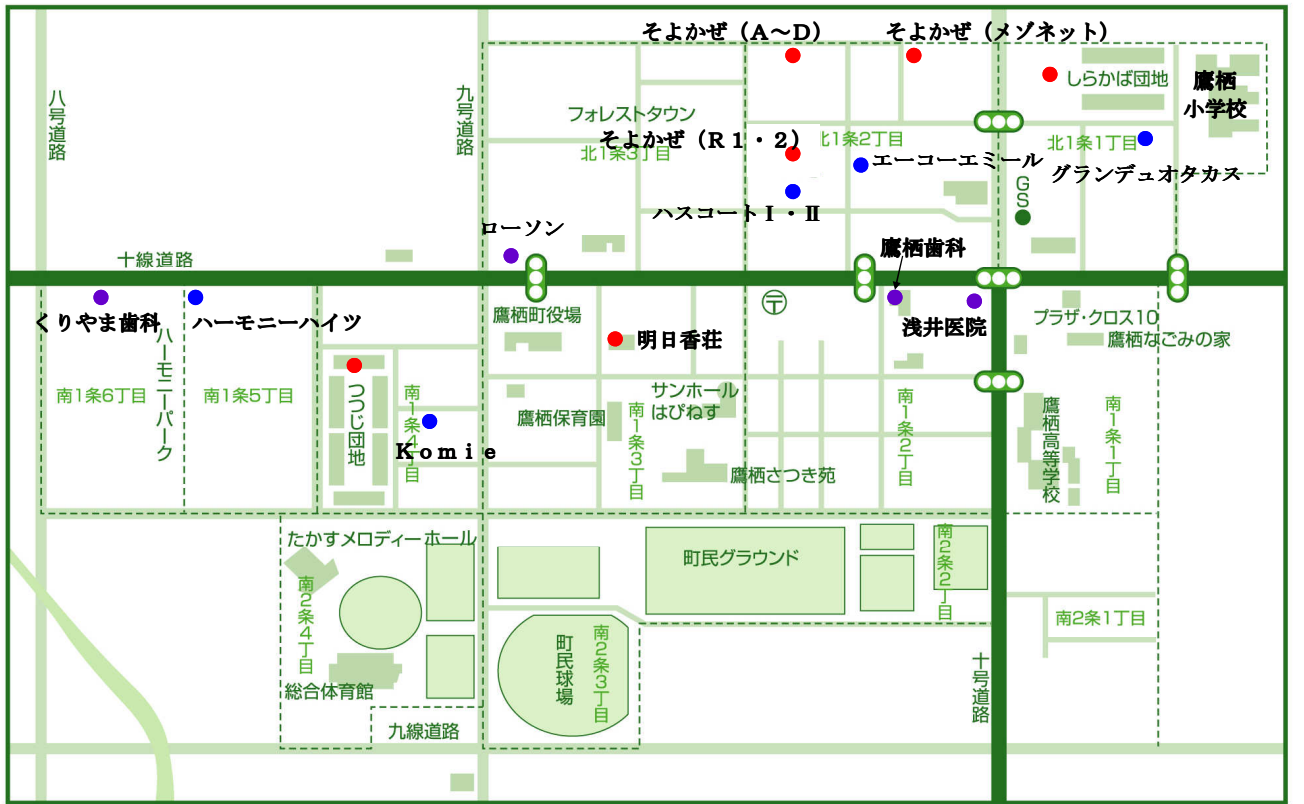 そよかぜ（Ａ～Ｄ）
そよかぜ（メゾネット）
しらかば団地
鷹栖
小学校
八号道路
九号道路
フォレストタウン
そよかぜ（Ｒ１・２）
北1条3丁目
北1条2丁目
北1条1丁目
エーコーエミール
グランデュオタカス
GS
ハスコートⅠ・Ⅱ
ローソン
鷹栖歯科
十線道路
くりやま歯科
ハーモニーハイツ
鷹栖町役場
明日香荘
〒
浅井医院
プラザ・クロス10
鷹栖なごみの家
ハーモニーパーク
南1条6丁目
南1条5丁目
つつじ団地
南1条4丁目
Ｋｏｍｉｅ
鷹栖保育園
サンホール
はぴねす
南1条3丁目
鷹栖さつき苑
南1条2丁目
鷹栖高等学校
南1条1丁目
たかすメロディーホール
町民グラウンド
南2条2丁目
南2条4丁目
南2条1丁目
町民球場
南2条3丁目
総合体育館
九線道路
十号道路